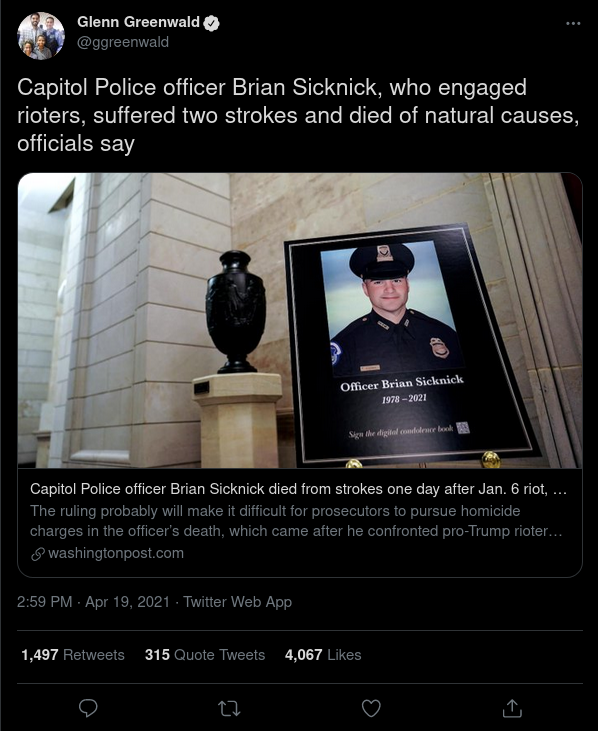 Glenn Greenwald
@ggreenwald
Capitol Police officer Brian Sicknick, who engaged
rioters, suffered two strokes and died of natural causes,
officials say
Officer Brian Sicknick
1978 – 2021
Sign the digital condolence book
Capitol Police officer Brian Sicknick died from strokes one day after Jan. 6 riot, ...
The ruling probably will make it difficult for prosecutors to pursue homicide
charges in the officer's death, which came after he confronted pro-Trump rioter...
washingtonpost.com
2:59 PM · Apr 19, 2021 · Twitter Web App
1,497 Retweets 315 Quote Tweets 4,067 Likes